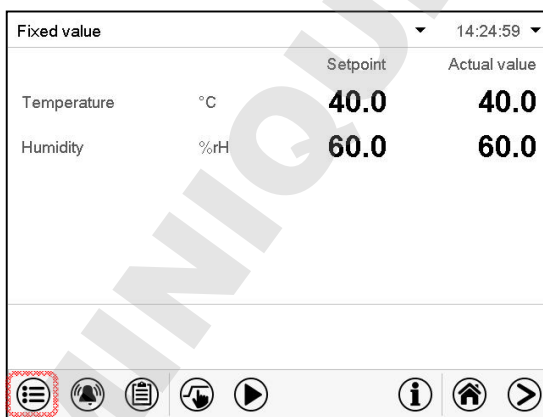 Fixed value 14:24:59
Setpoint Actual value
Temperature °C 40.0 40.0
Humidity %rH 60.0 60.0